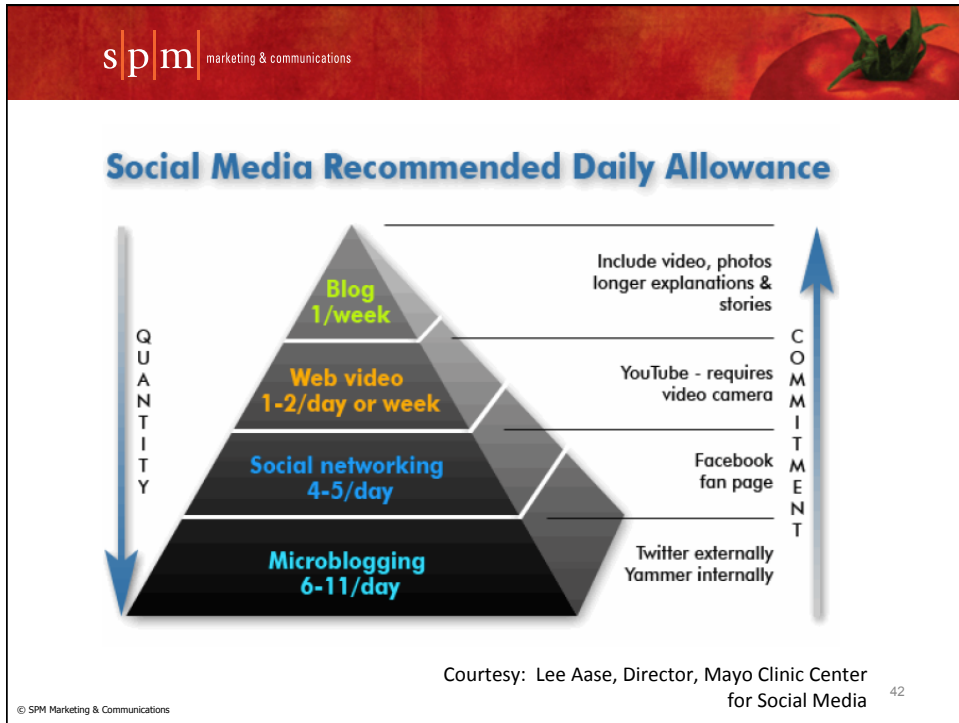 s|p|m marketing & communications
Social Media Recommended Daily Allowance
QUANTITY
Blog
1/week
Web video
1-2/day or week
Social networking
4-5/day
Microblogging
6-11/day
Include video, photos
longer explanations &
stories
YouTube - requires
video camera
Facebook
fan page
Twitter externally
Yammer internally
COMMITMENT
Courtesy: Lee Aase, Director, Mayo Clinic Center
for Social Media
42
© SPM Marketing & Communications